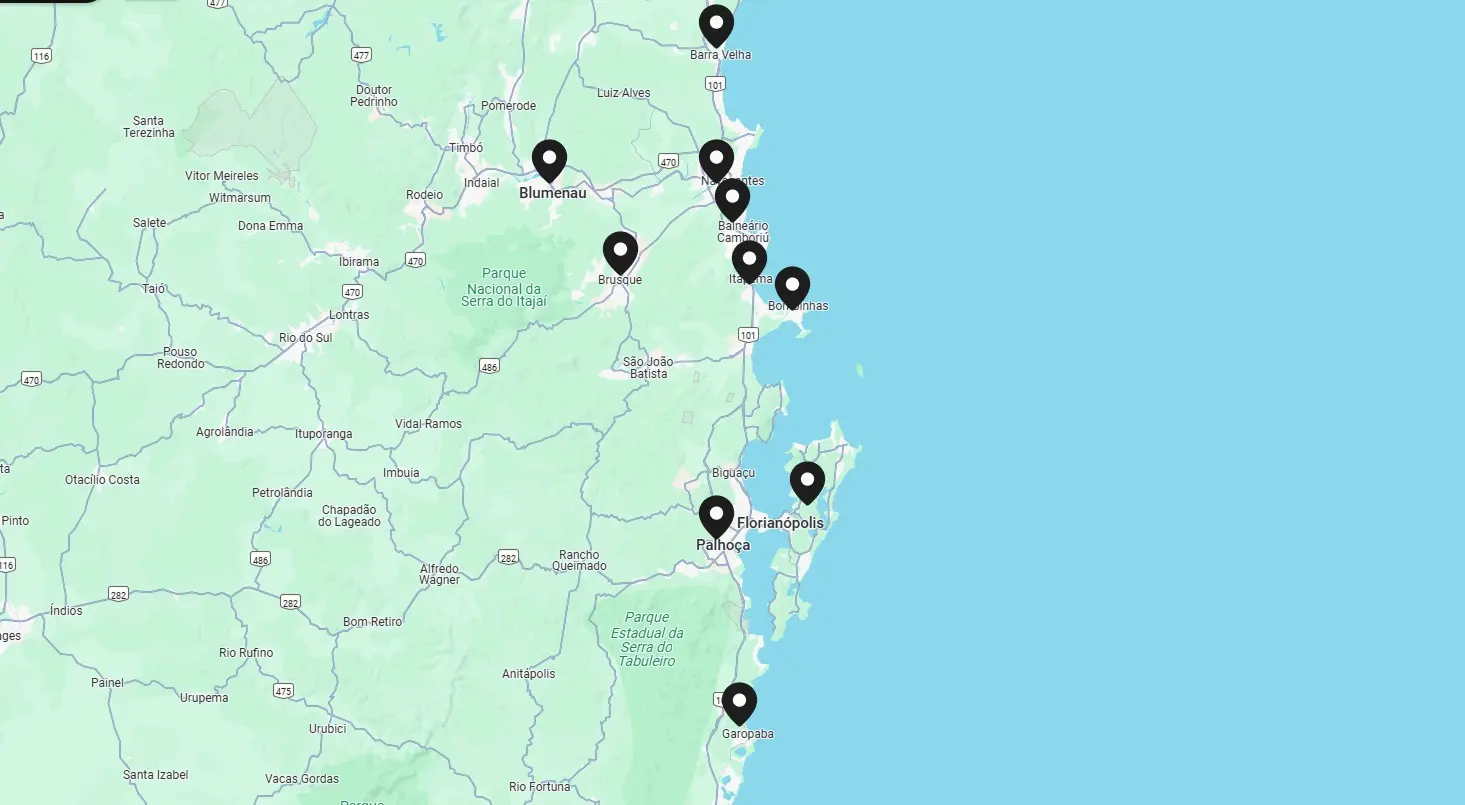 477
Barra Velha
116
477
101
Doutor
Pedrinho
Luiz Alves
Pomerode
Santa
Terezinha
Timbó
470
Vitor Meireles
Indaial
Blumenau
Rodeio
Witmarsum
Salete
Dona Emma
Balneário
Camboriú
Ibirama
470
Parque
Nacional da
Serra do Itajaí
Brusque
Taió
470
Lontras
Rio do Sul
101
Pouso
Redondo
486
São João
Batista
470
Vidal Ramos
Agrolândia
Ituporanga
Imbuia
Biguaçu
Otacílio Costa
Petrolândia
Chapadão
do Lageado
Pinto
Florianópolis
Palhoça
486
282
Rancho
Queimado
116
Alfredo
Wagner
282
282
Índios
Bom Retiro
Parque
Estadual da
Serra do
Tabuleiro
Rio Rufino
Anitápolis
Painel
475
Urupema
Urubici
Garopaba
Santa Izabel
Vacas Gordas
Rio Fortuna